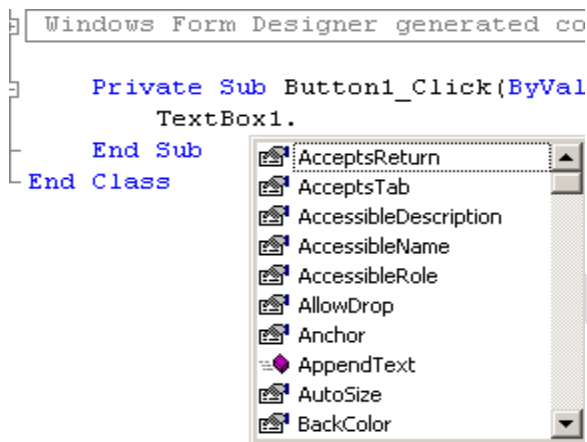 Windows Form Designer generated co
Private Sub Button1_Click(ByVal
TextBox1.
End Sub
End Class
AcceptsReturn
AcceptsTab
AccessibleDescription
AccessibleName
AccessibleRole
AllowDrop
Anchor
AppendText
AutoSize
BackColor